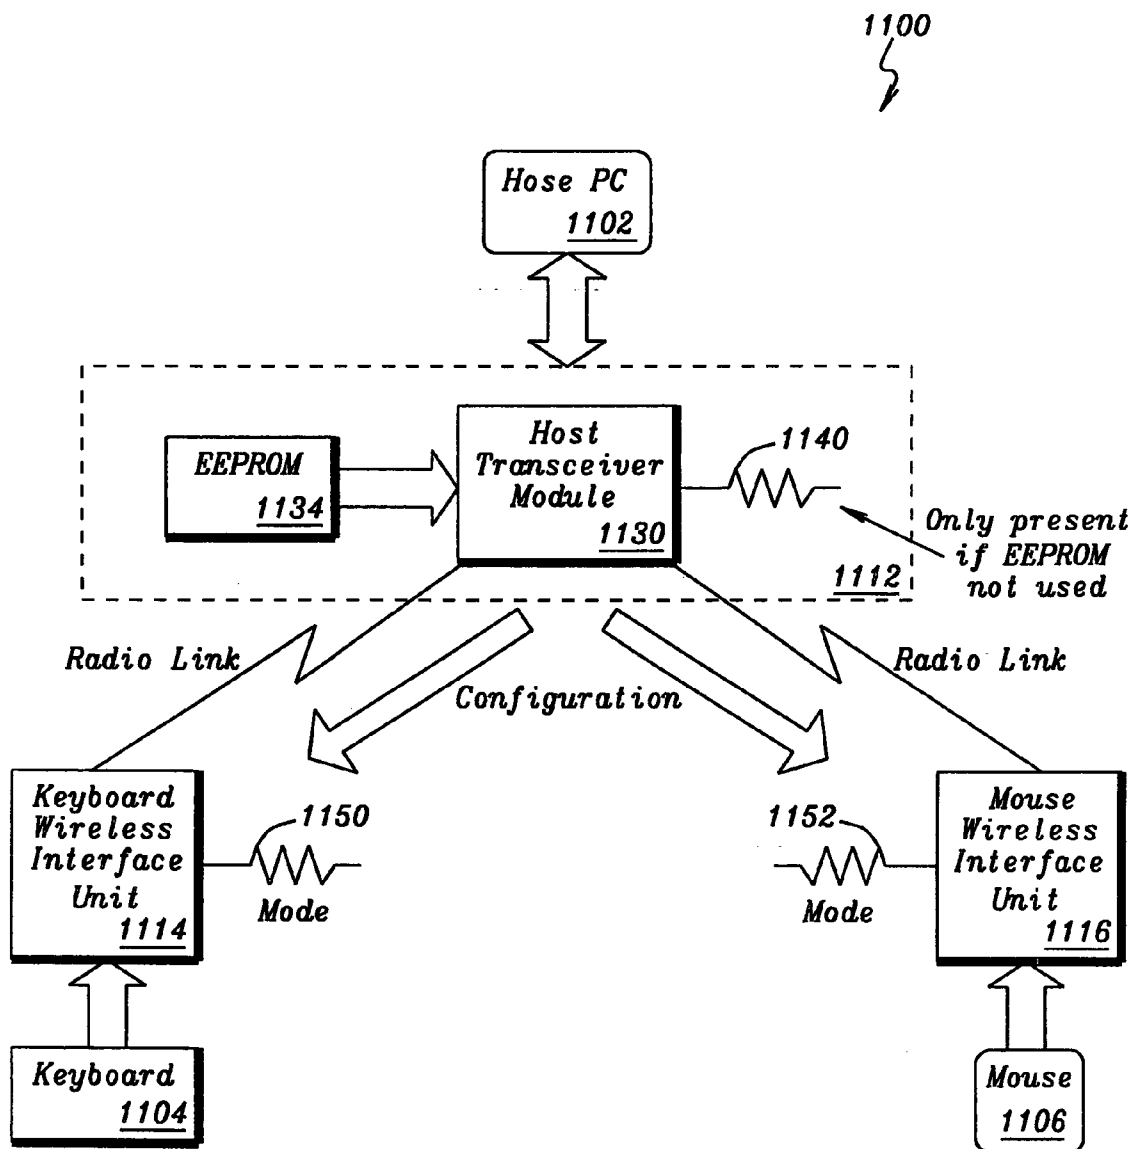 1100
Hose PC
1102
EEPROM
1134
Host
Transceiver
Module
1130
1140
Only present
if EEPROM
not used
1112
Radio Link
Radio Link
Configuration
Keyboard
Wireless
Interface
Unit
1114
1150
Mode
1152
Mode
Mouse
Wireless
Interface
Unit
1116
Keyboard
1104
Mouse
1106